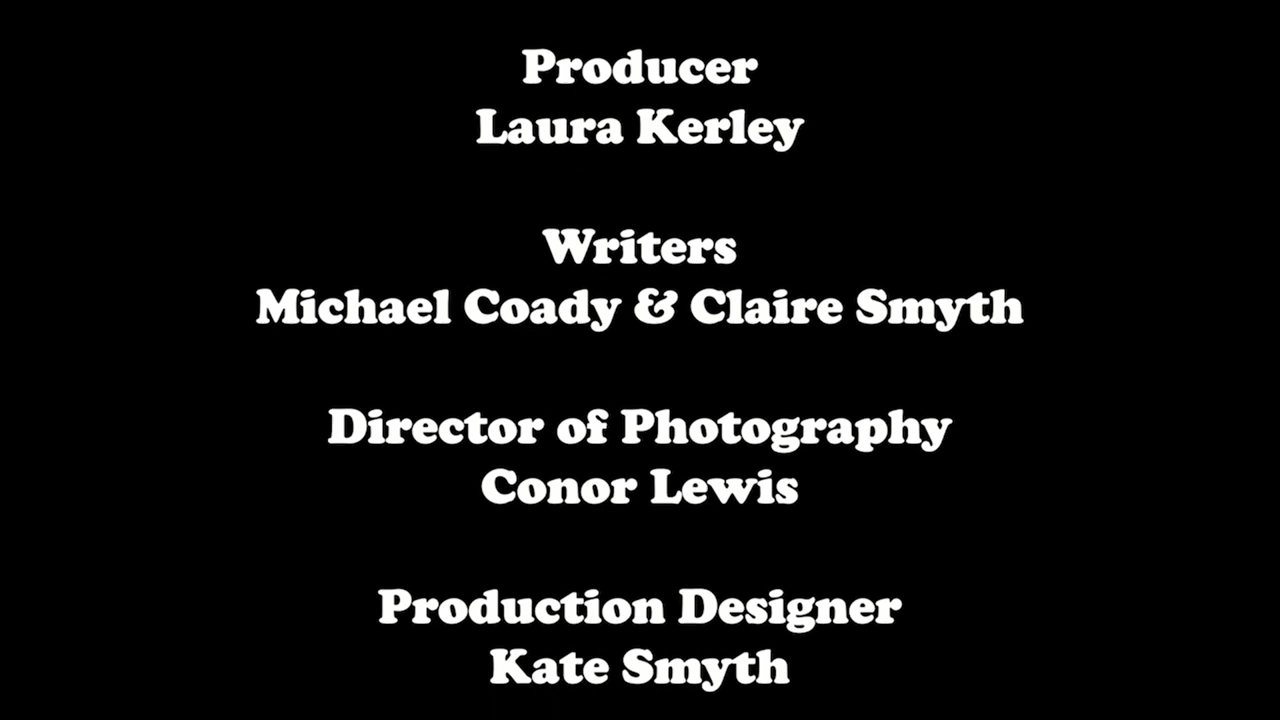 Producer
Laura Kerley
Writers
Michael Coady & Claire Smyth
Director of Photography
Conor Lewis
Production Designer
Kate Smyth